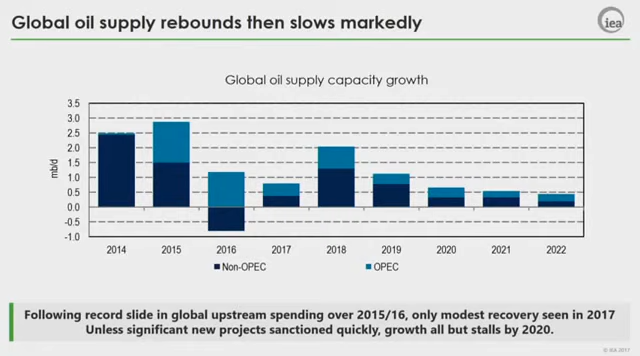 Global oil supply rebounds then slows markedly
iea
Global oil supply capacity growth
mb/d
3.5
3.0
2.5
2.0
1.5
1.0
0.5
0.0
-0.5
-1.0
2014 2015 2016 2017 2018 2019 2020 2021 2022
Non-OPEC OPEC
Following record slide in global upstream spending over 2015/16, only modest recovery seen in 2017
Unless significant new projects sanctioned quickly, growth all but stalls by 2020.
© IEA 2017